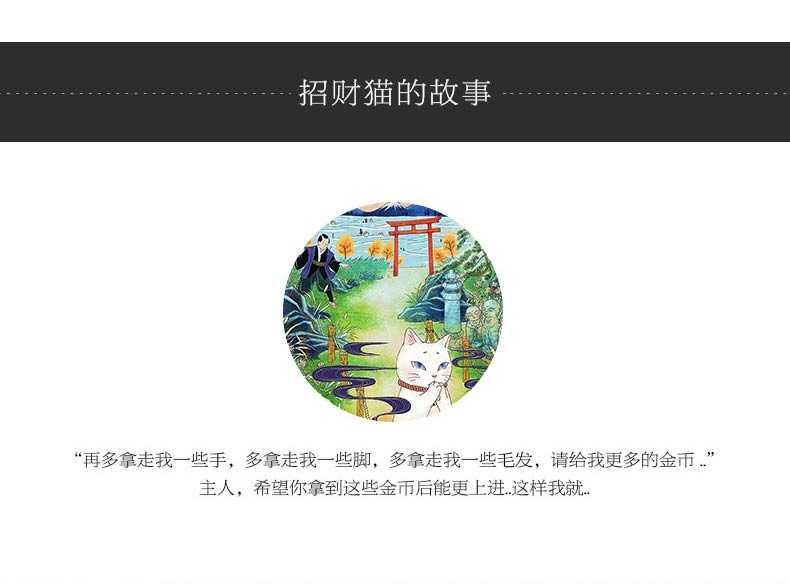 招财猫的故事
“再多拿走我一些手，多拿走我一些脚，多拿走我一些毛发，请给我更多的金币 ..”
主人，希望你拿到这些金币后能更上进..这样我就..